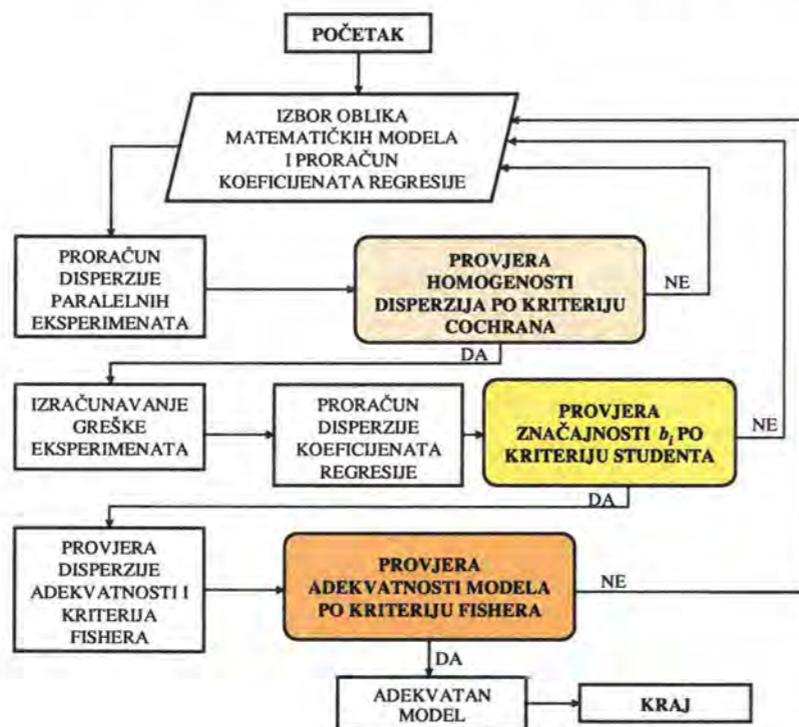 POČETAK
IZBOR OBLIKA
MATEMATIČKIH MODELA
I PRORAČUN
KOEFICIJENATA REGRESIJE
PRORAČUN
DISPERZIJE
PARALELNIH
EKSPERIMENATA
PROVJERA
HOMOGENOSTI
DISPERZIJA PO KRITERIJU
COCHRANA
NE
DA
IZRAČUNAVANJE
GREŠKE
EKSPERIMENATA
PRORAČUN
DISPERZIJE
KOEFICIJENATA
REGRESIJE
PROVJERA
ZNAČAJNOSTI bᵢ PO
KRITERIJU STUDENTA
NE
DA
PROVJERA
DISPERZIJE
ADEKVATNOSTI I
KRITERIJA
FISHERA
PROVJERA
ADEKVATNOSTI MODELA
PO KRITERIJU FISHERA
NE
DA
ADEKVATAN
MODEL
KRAJ